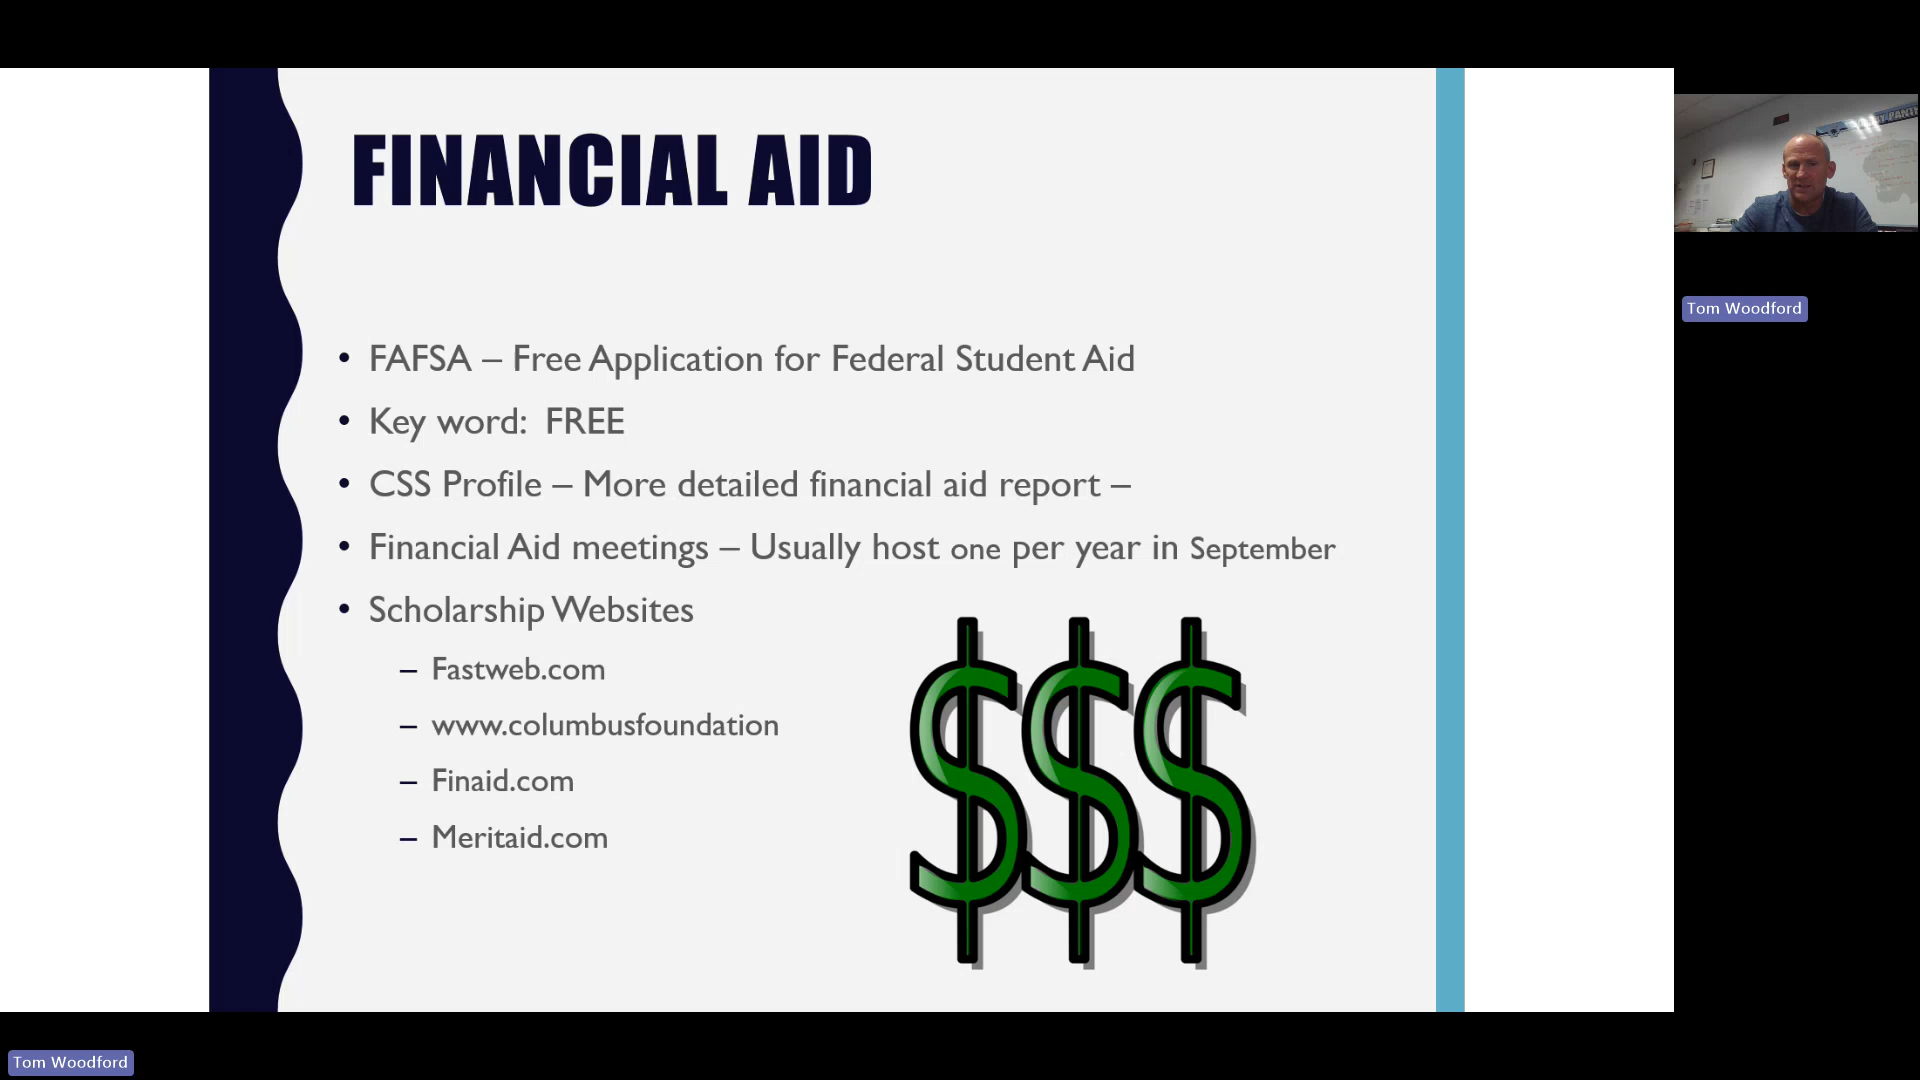 FINANCIAL AID
• FAFSA – Free Application for Federal Student Aid
• Key word:  FREE
• CSS Profile – More detailed financial aid report –
• Financial Aid meetings – Usually host one per year in September
• Scholarship Websites
– Fastweb.com
– www.columbusfoundation
– Finaid.com
– Meritaid.com
$$$
Tom Woodford
Tom Woodford